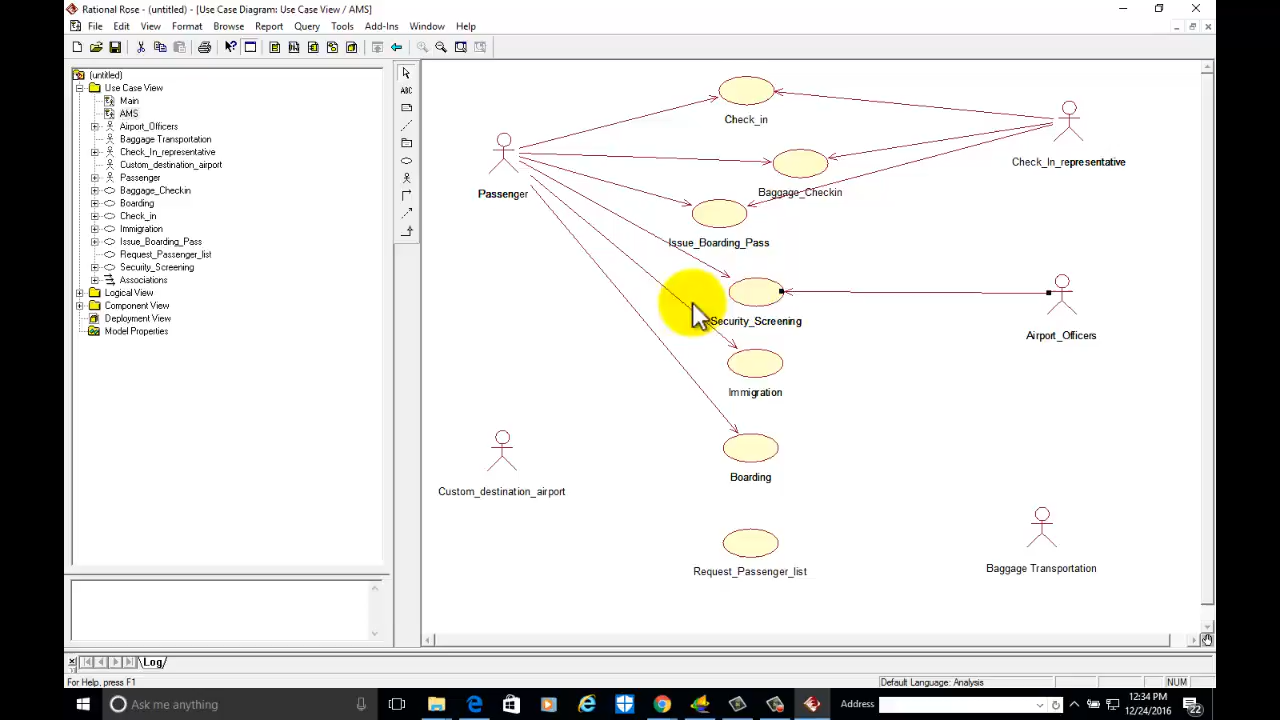 Rational Rose - (untitled) - [Use Case Diagram: Use Case View / AMS]
File Edit View Format Browse Report Query Tools Add-Ins Window Help
(untitled)
Use Case View
Main
AMS
Airport_Officers
Baggage Transportation
Check_In_representative
Custom_destination_airport
Passenger
Baggage_Checkin
Boarding
Check_in
Immigration
Issue_Boarding_Pass
Request_Passenger_list
Security_Screening
Associations
Logical View
Component View
Deployment View
Model Properties
ABC
Check_in
Check_In_representative
Passenger
Baggage_Checkin
Issue_Boarding_Pass
Security_Screening
Airport_Officers
Immigration
Boarding
Custom_destination_airport
Request_Passenger_list
Baggage Transportation
Log
For Help, press F1
Default Language: Analysis
NUM
Ask me anything
Address
12:34 PM
12/24/2016
22